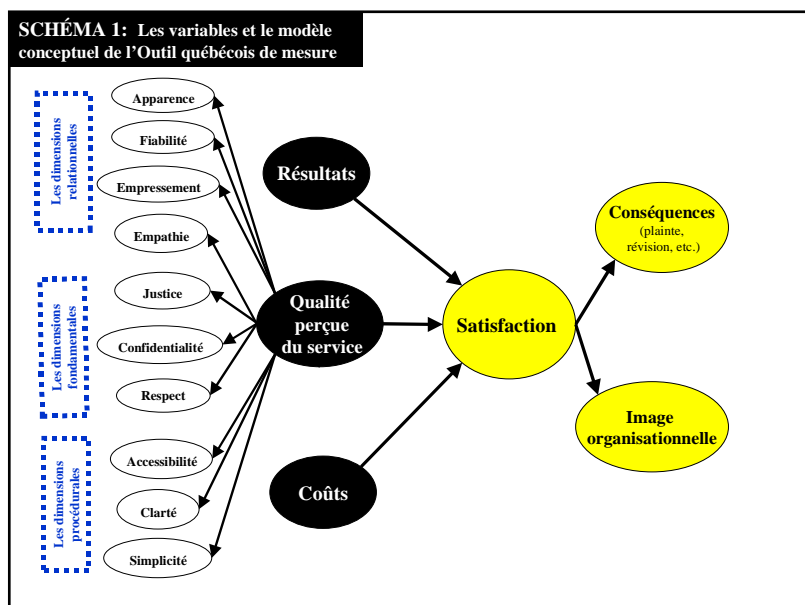 SCHÉMA 1: Les variables et le modèle
conceptuel de l'Outil québécois de mesure
Les dimensions
relationnelles
Apparence
Fiabilité
Empressement
Empathie
Les dimensions
fondamentales
Justice
Confidentialité
Respect
Les dimensions
procédurales
Accessibilité
Clarté
Simplicité
Résultats
Qualité
perçue
du service
Coûts
Satisfaction
Conséquences
(plainte,
révision, etc.)
Image
organisationnelle